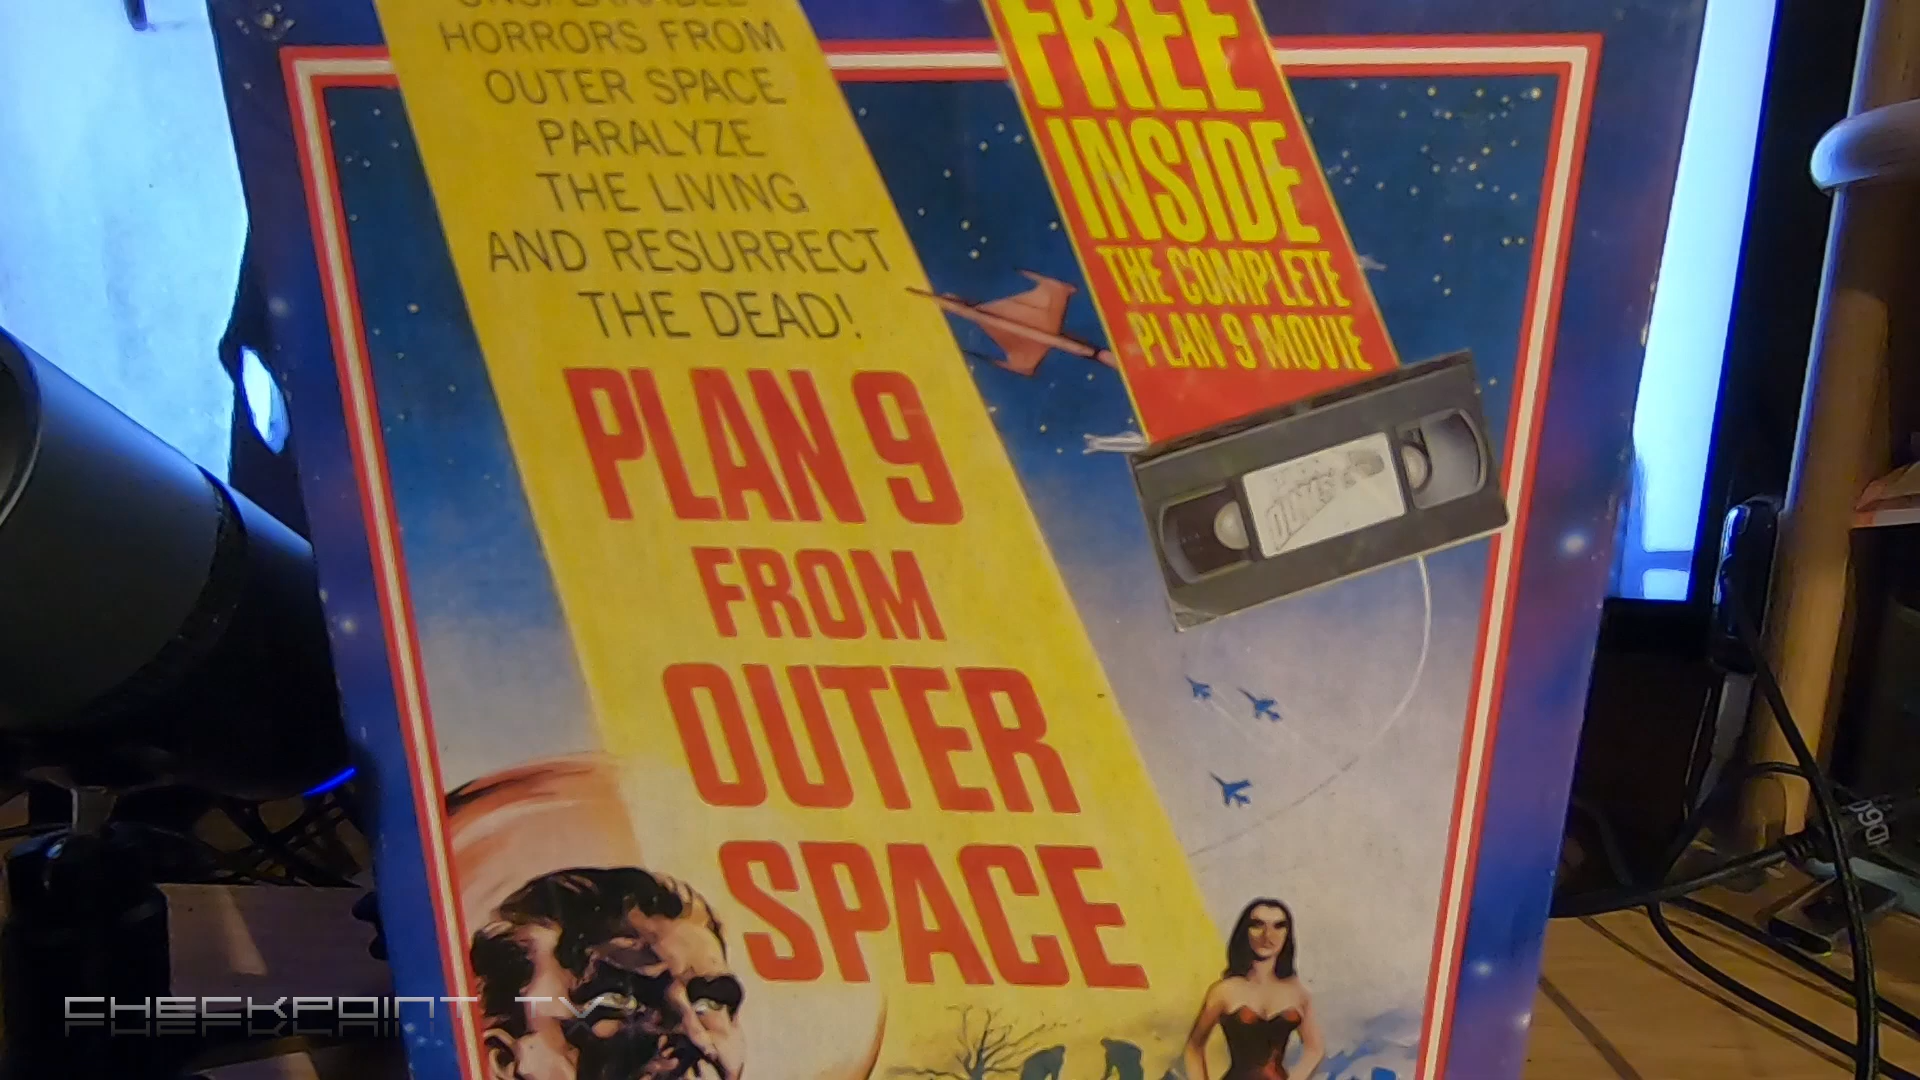 HORRORS FROM
OUTER SPACE
PARALYZE
THE LIVING
AND RESURRECT
THE DEAD!
PLAN 9
FROM
OUTER
SPACE
FREE
INSIDE
THE COMPLETE
PLAN 9 MOVIE
CHECKPOINT TV